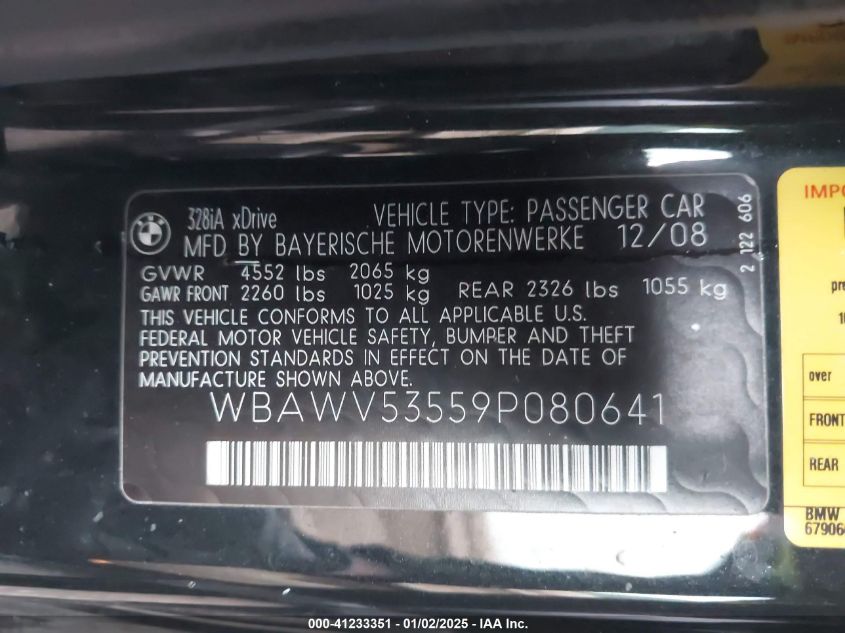 328iA xDrive VEHICLE TYPE: PASSENGER CAR
MFD BY BAYERISCHE MOTORENWERKE 12/08
GVWR 4552 lbs 2065 kg
GAWR FRONT 2260 lbs 1025 kg REAR 2326 lbs 1055 kg
THIS VEHICLE CONFORMS TO ALL APPLICABLE U.S.
FEDERAL MOTOR VEHICLE SAFETY, BUMPER AND THEFT
PREVENTION STANDARDS IN EFFECT ON THE DATE OF
MANUFACTURE SHOWN ABOVE.
WBAWV53559P080641
2 122 606
over
FRONT
REAR
BMW
000-41233351 - 01/02/2025 - IAA Inc.